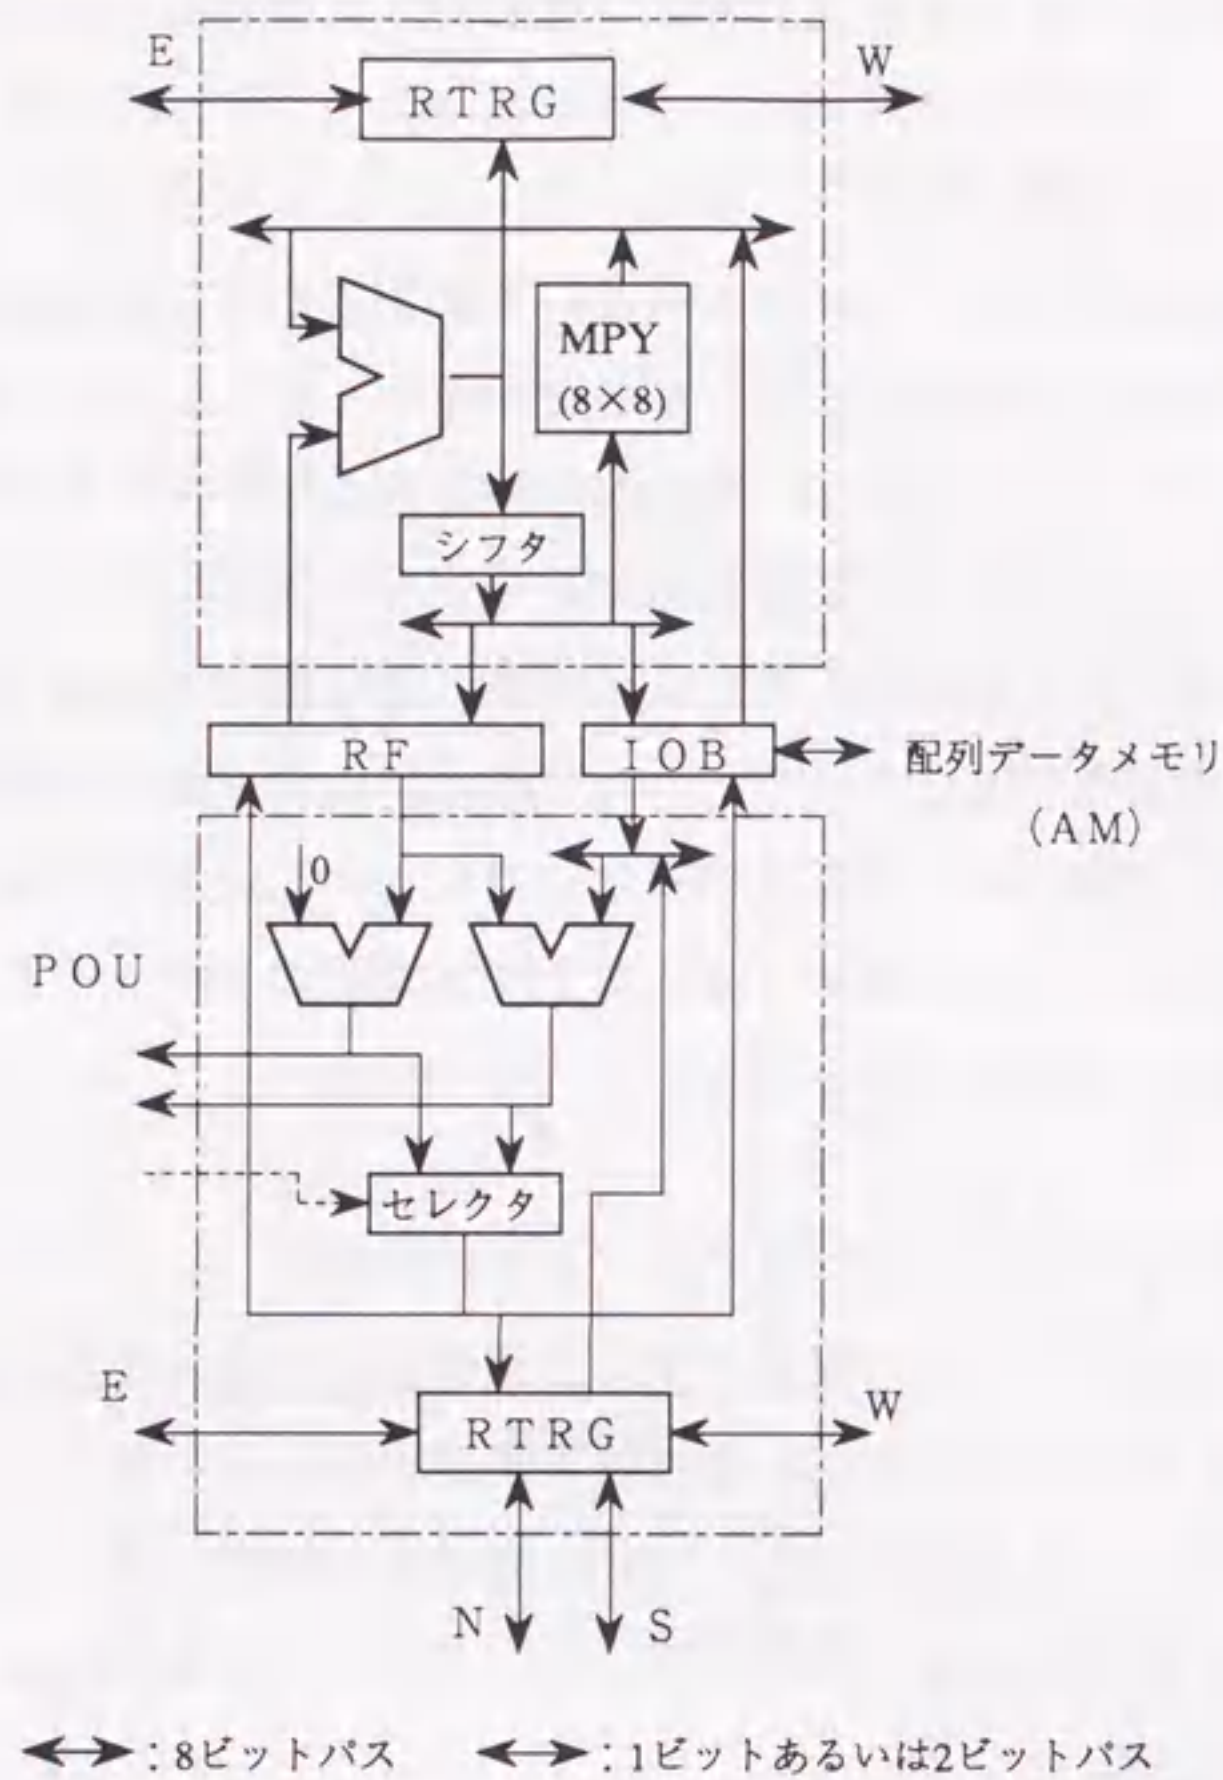 E
W
RTRG
MPY
(8×8)
シフタ
RF
IOB
配列データメモリ
(AM)
0
POU
セレクタ
E
W
RTRG
N
S
:8ビットパス
:1ビットあるいは2ビットパス